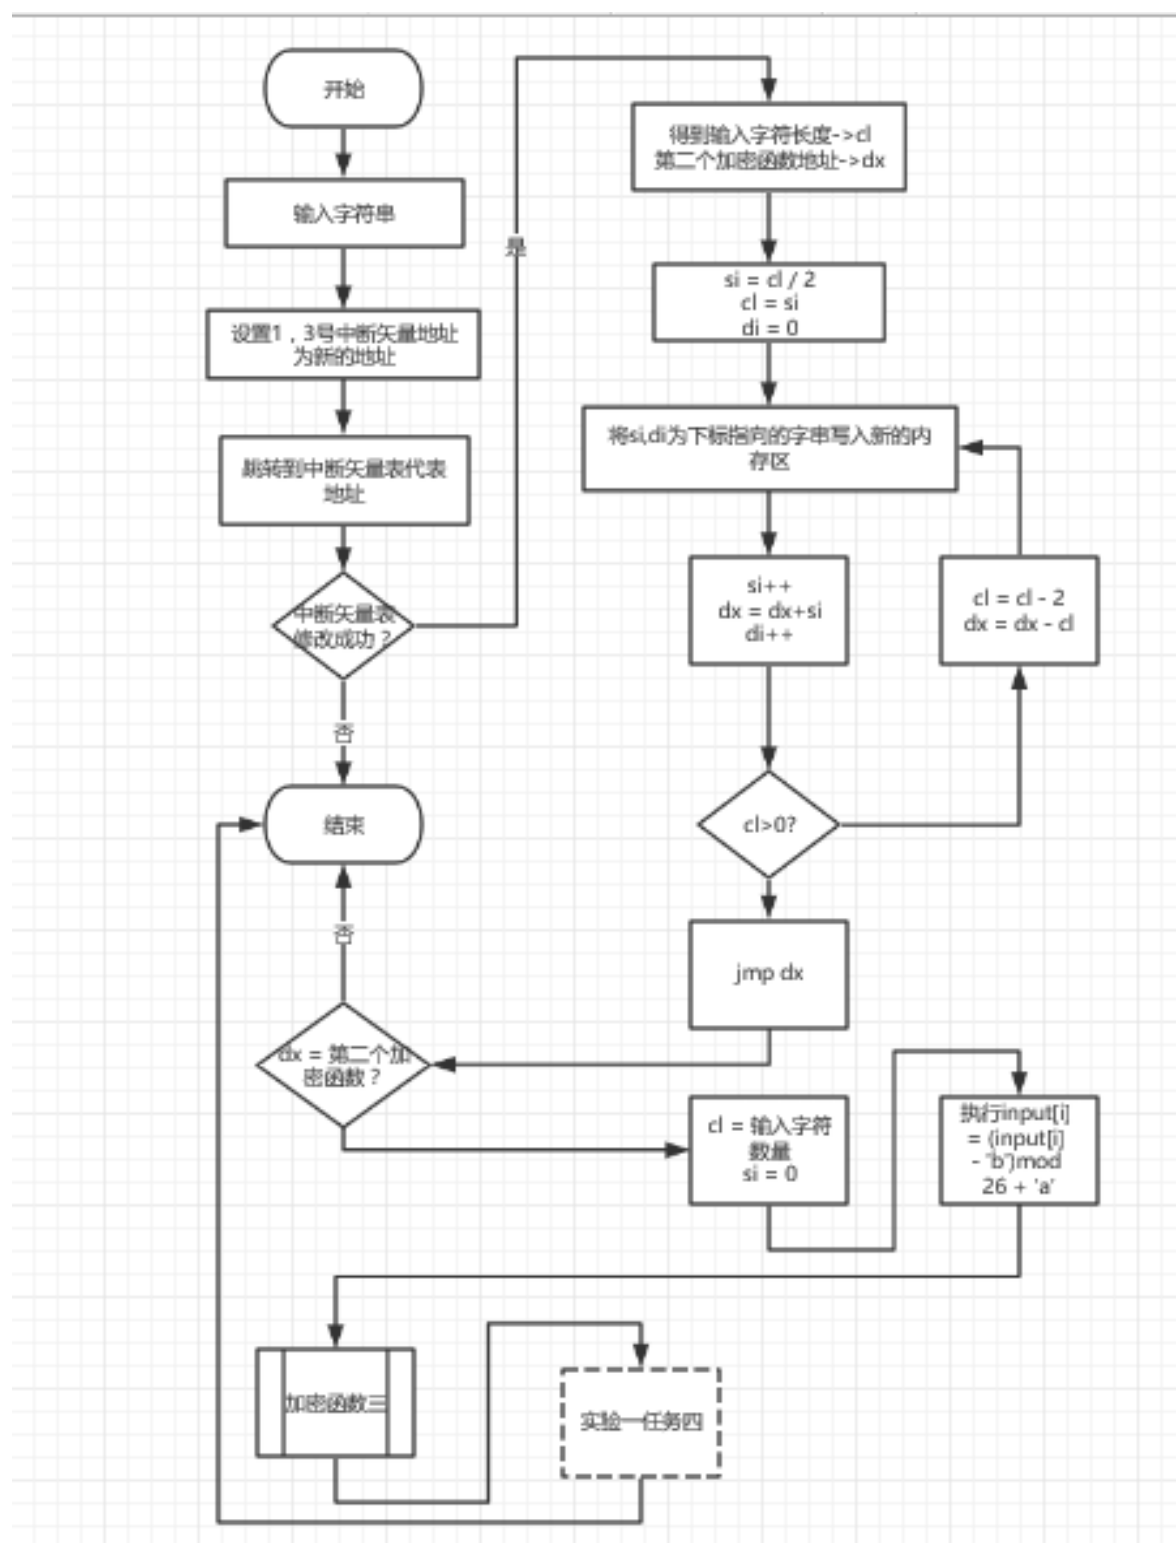 开始
输入字符串
设置1，3号中断矢量地址
为新的地址
跳转到中断矢量表代表
地址
中断矢量表
修改成功？
否
结束
否
dx = 第二个加
密函数？
是
得到输入字符长度->cl
第二个加密函数地址->dx
si = cl / 2
cl = si
di = 0
将si,di为下标指向的字串写入新的内
存区
si++
dx = dx+si
di++
cl = cl - 2
dx = dx - cl
cl>0?
jmp dx
cl = 输入字符
数量
si = 0
执行input[i]
= (input[i]
- 'b')mod
26 + 'a'
加密函数三
实验一任务四